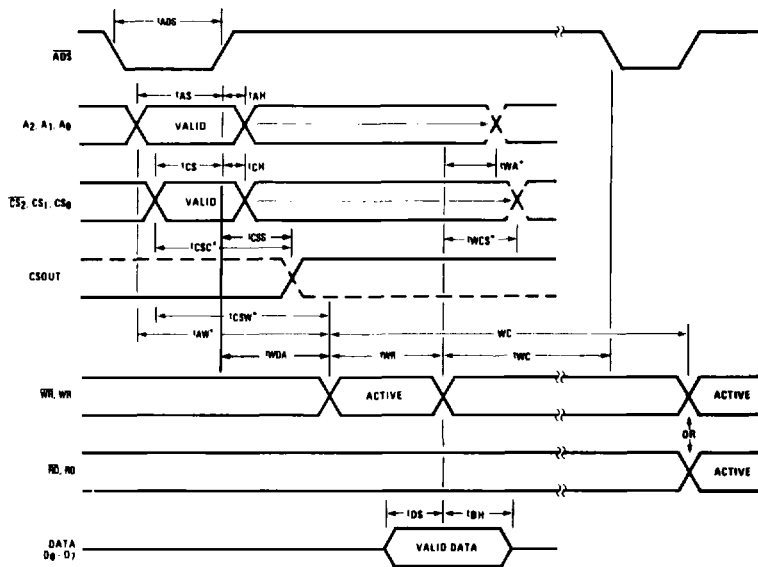 tADS
ADS
tAS tAH
A2, A1, A0 VALID
tWA*
tCS tCH
CS2, CS1, CS0 VALID
tCSS
tCSC* tWCS*
CSOUT
tCSW*
tAW* WC
tWDA tWR tWC
WR, WR ACTIVE ACTIVE
OR
RD, RD ACTIVE
tDS tDH
DATA
D0 - D7 VALID DATA